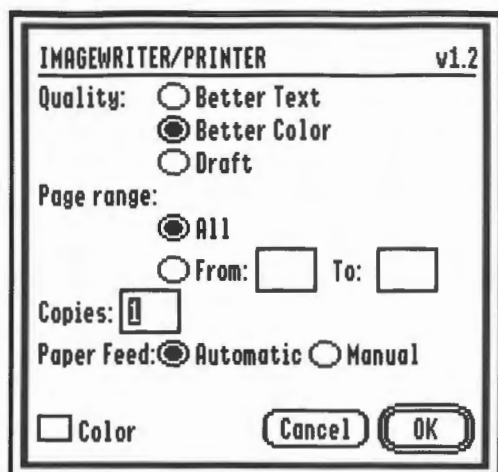 IMAGEWRITER/PRINTER v1.2
Quality: Better Text
Better Color
Draft
Page range:
All
From: To:
Copies: 1
Paper Feed: Automatic Manual
Color Cancel OK